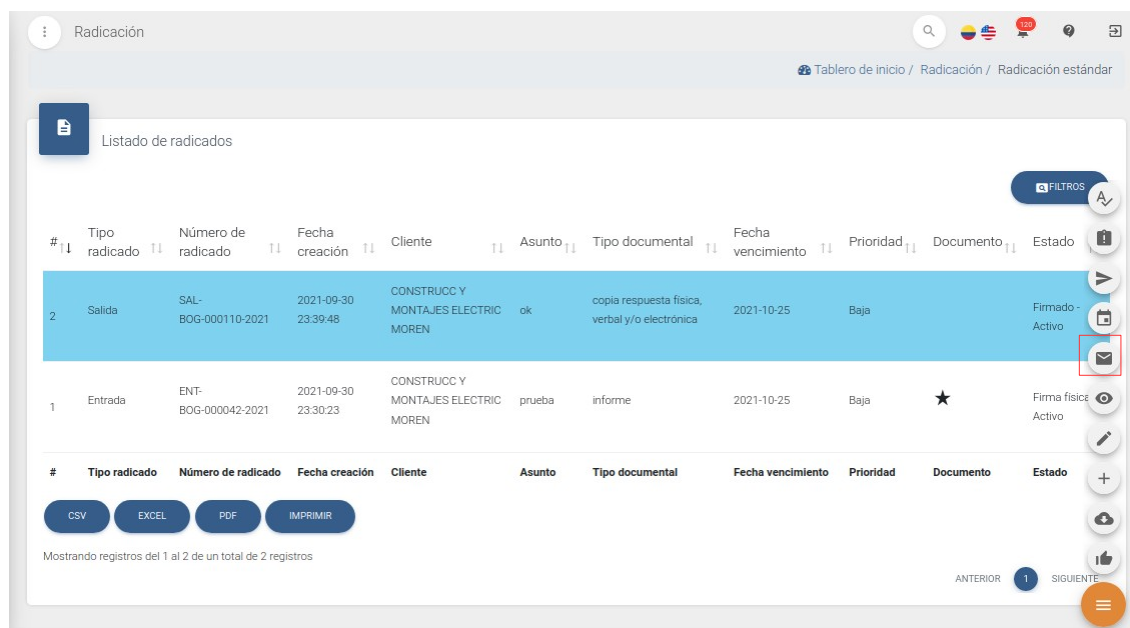 Radicación
120
Tablero de inicio / Radicación / Radicación estándar
Listado de radicados
FILTROS
# Tipo radicado Número de radicado Fecha creación Cliente Asunto Tipo documental Fecha vencimiento Prioridad Documento Estado
2 Salida SAL-BOG-000110-2021 2021-09-30 23:39:48 CONSTRUCC Y MONTAJES ELECTRIC MOREN ok copia respuesta física, verbal y/o electrónica 2021-10-25 Baja Firmado - Activo
1 Entrada ENT-BOG-000042-2021 2021-09-30 23:30:23 CONSTRUCC Y MONTAJES ELECTRIC MOREN prueba informe 2021-10-25 Baja Firma física Activo
# Tipo radicado Número de radicado Fecha creación Cliente Asunto Tipo documental Fecha vencimiento Prioridad Documento Estado
CSV EXCEL PDF IMPRIMIR
Mostrando registros del 1 al 2 de un total de 2 registros
ANTERIOR 1 SIGUIENTE